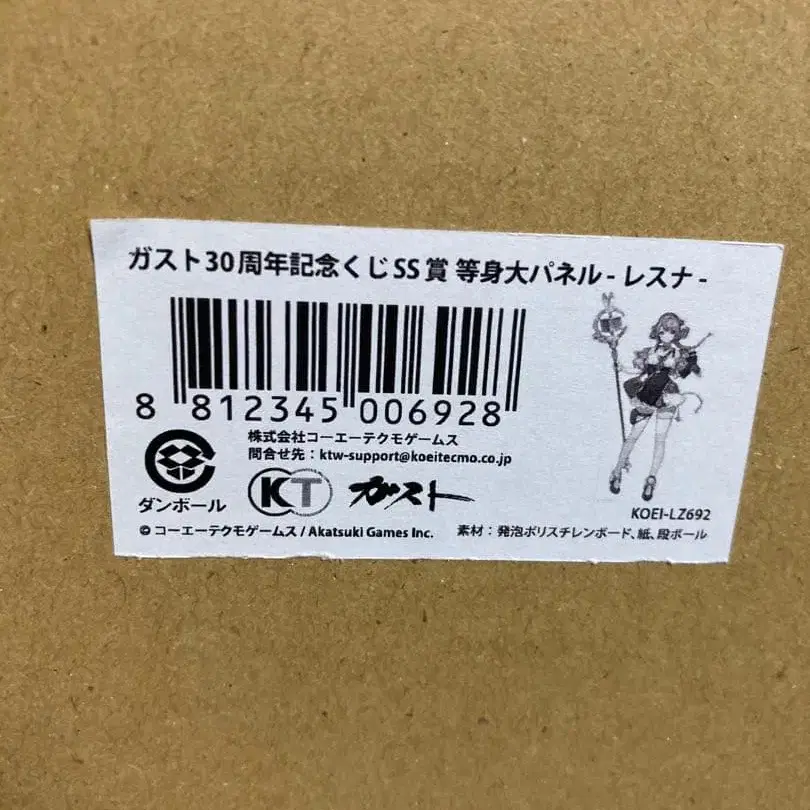 ガスト30周年記念くじSS賞 等身大パネル - レスナ -
8 812345 006928
株式会社コーエーテクモゲームス
問合せ先：ktw-support@koeitecmo.co.jp
ダンボール
KT
ガスト
KOEI-LZ692
© コーエーテクモゲームス / Akatsuki Games Inc.
素材：発泡ポリスチレンボード、紙、段ボール